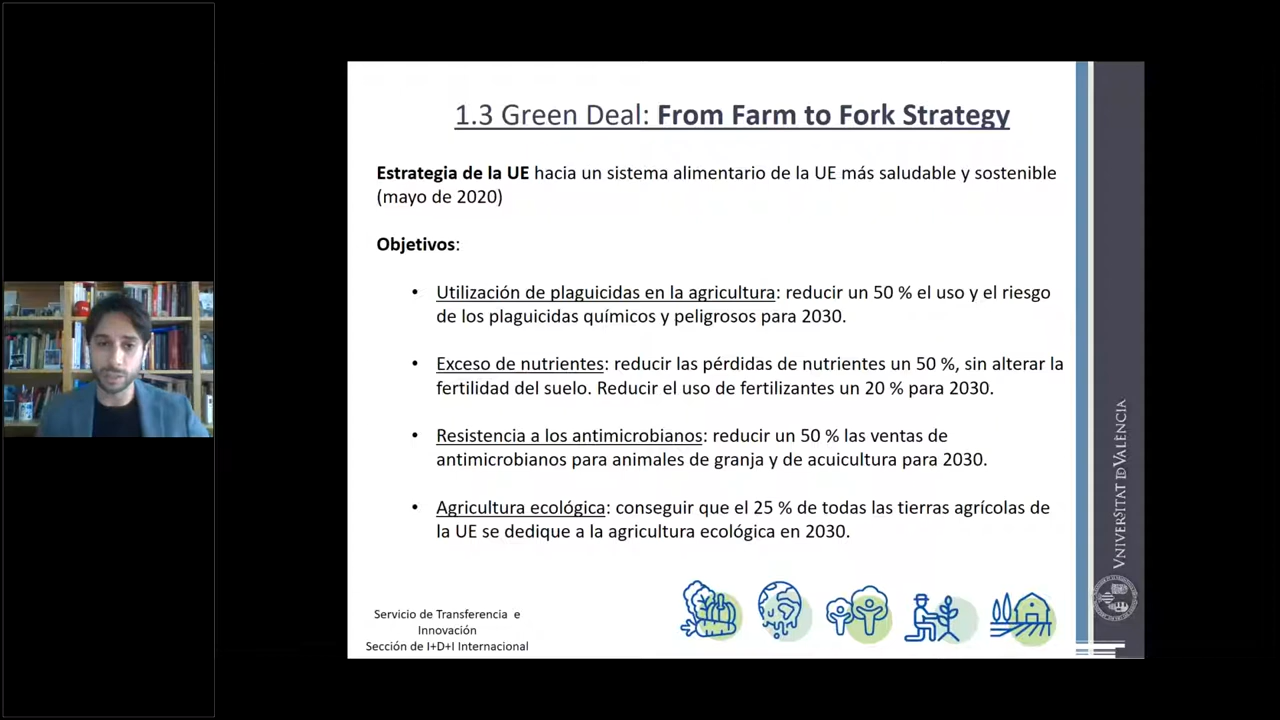 1.3 Green Deal: From Farm to Fork Strategy
Estrategia de la UE hacia un sistema alimentario de la UE más saludable y sostenible
(mayo de 2020)
Objetivos:
• Utilización de plaguicidas en la agricultura: reducir un 50 % el uso y el riesgo
de los plaguicidas químicos y peligrosos para 2030.
• Exceso de nutrientes: reducir las pérdidas de nutrientes un 50 %, sin alterar la
fertilidad del suelo. Reducir el uso de fertilizantes un 20 % para 2030.
• Resistencia a los antimicrobianos: reducir un 50 % las ventas de
antimicrobianos para animales de granja y de acuicultura para 2030.
• Agricultura ecológica: conseguir que el 25 % de todas las tierras agrícolas de
la UE se dedique a la agricultura ecológica en 2030.
Servicio de Transferencia e
Innovación
Sección de I+D+I Internacional
VNIVERSITAT ID VALÈNCIA